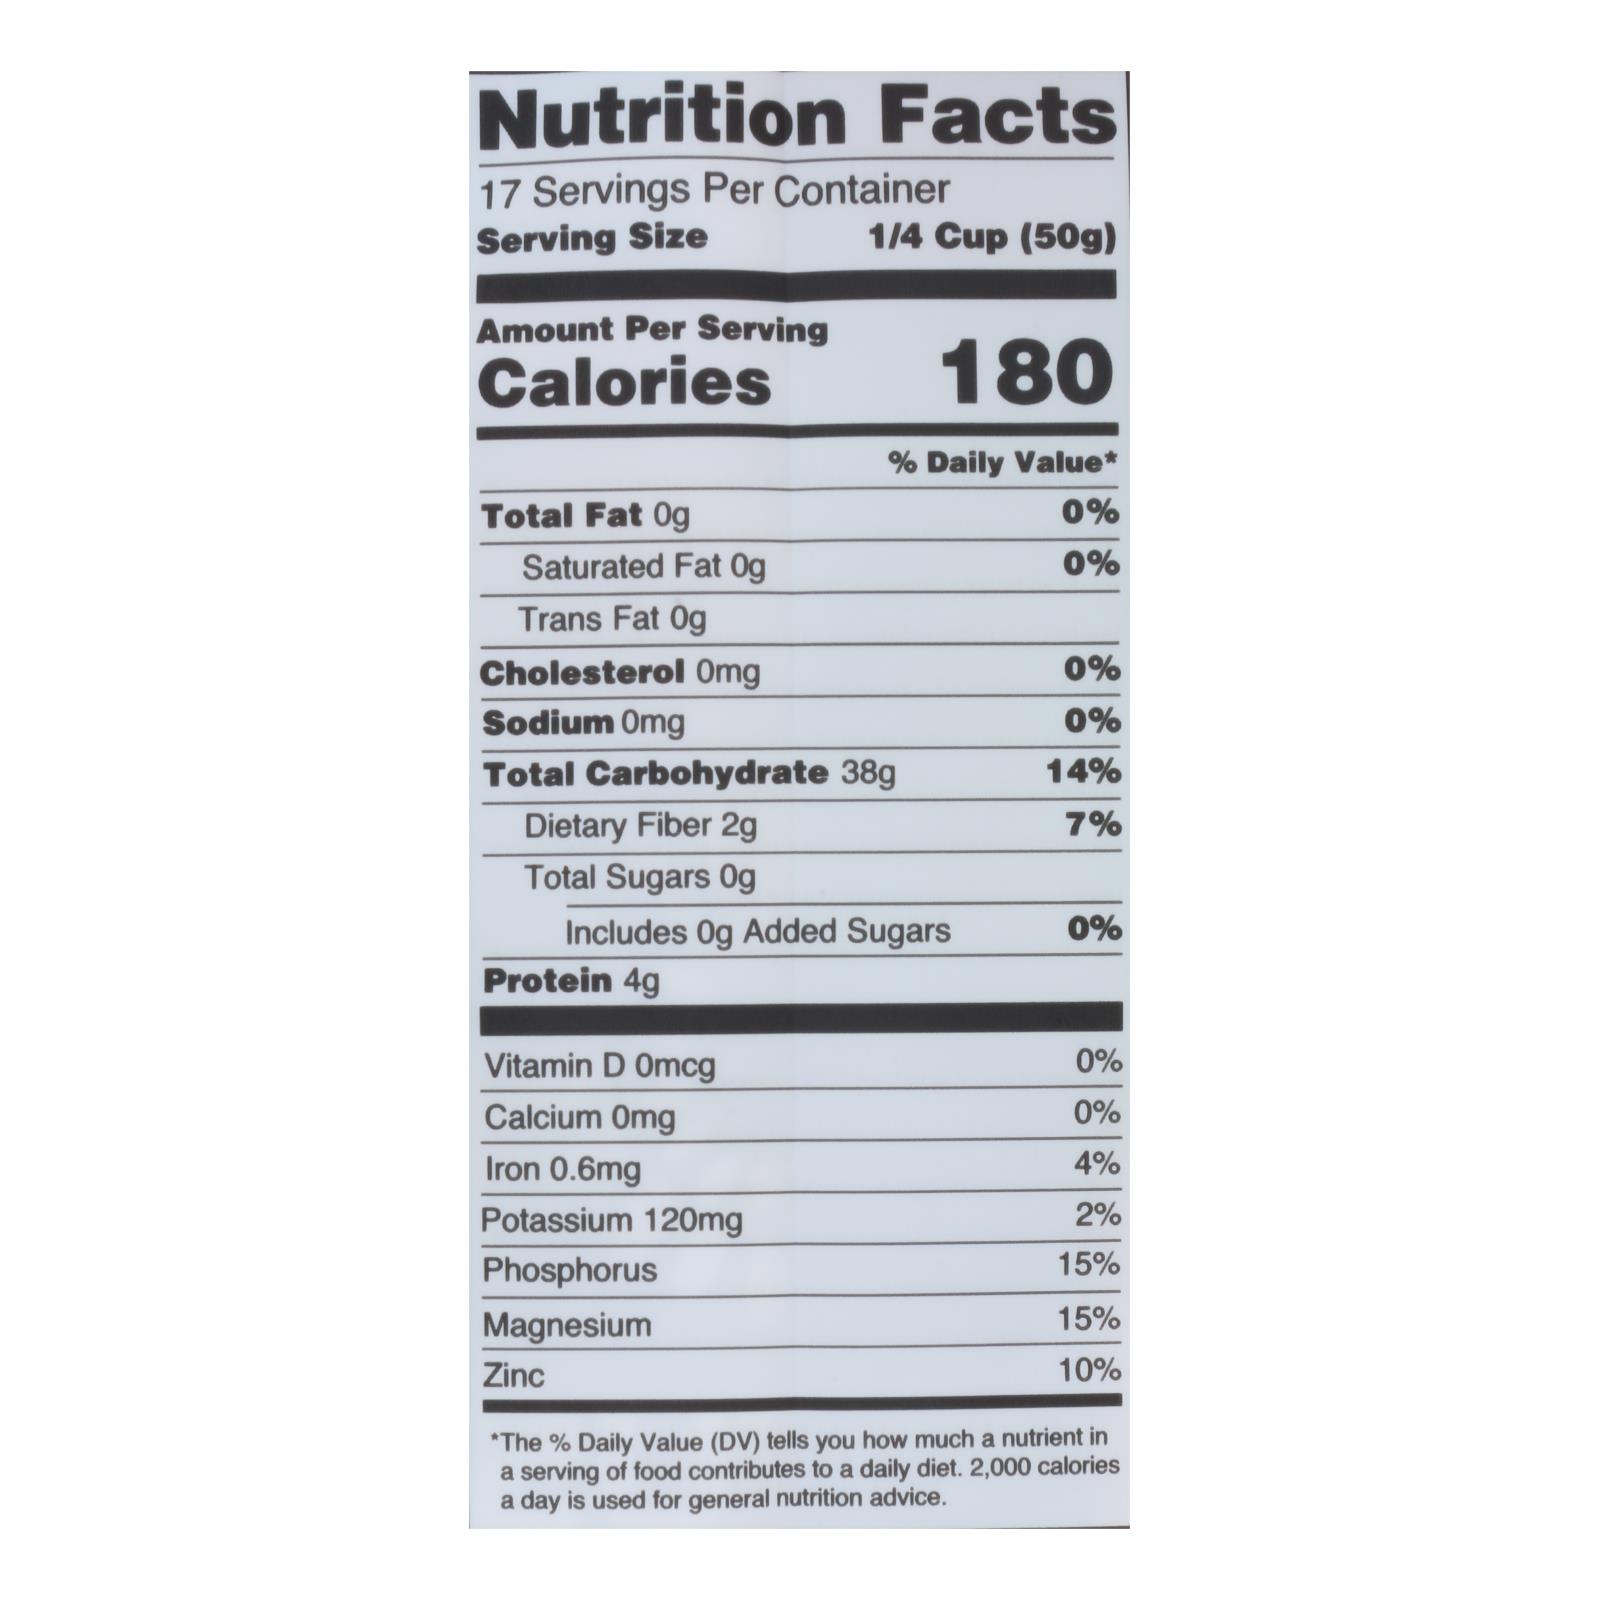 Nutrition Facts
17 Servings Per Container
Serving Size 1/4 Cup (50g)
Amount Per Serving
Calories 180
% Daily Value*
Total Fat 0g 0%
Saturated Fat 0g 0%
Trans Fat 0g
Cholesterol 0mg 0%
Sodium 0mg 0%
Total Carbohydrate 38g 14%
Dietary Fiber 2g 7%
Total Sugars 0g
Includes 0g Added Sugars 0%
Protein 4g
Vitamin D 0mcg 0%
Calcium 0mg 0%
Iron 0.6mg 4%
Potassium 120mg 2%
Phosphorus 15%
Magnesium 15%
Zinc 10%
*The % Daily Value (DV) tells you how much a nutrient in
a serving of food contributes to a daily diet. 2,000 calories
a day is used for general nutrition advice.